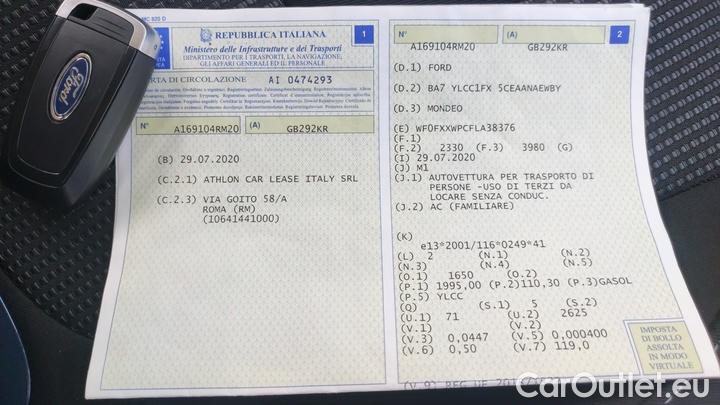 Ford
MC 820 D
REPUBBLICA ITALIANA
1
Ministero delle Infrastrutture e dei Trasporti
DIPARTIMENTO PER I TRASPORTI, LA NAVIGAZIONE,
GLI AFFARI GENERALI ED IL PERSONALE
CARTA DI CIRCOLAZIONE AI 0474293
N° A169104RM20 (A) GB292KR
(B) 29.07.2020
(C.2.1) ATHLON CAR LEASE ITALY SRL
(C.2.3) VIA GOITO 58/A
ROMA (RM)
(I0641441000)
N° (A) 2
A169104RM20 GB292KR
(D.1) FORD
(D.2) BA7 YLCC1FX 5CEAANAEWBY
(D.3) MONDEO
(E) WF0FXXWPCFLA38376
(F.1)
(F.2) 2330 (F.3) 3980 (G)
(I) 29.07.2020
(J) M1
(J.1) AUTOVETTURA PER TRASPORTO DI
PERSONE -USO DI TERZI DA
LOCARE SENZA CONDUC.
(J.2) AC (FAMILIARE)
(K)
e13*2001/116*0249*41
(L) 2 (N.1) (N.2)
(N.3) (N.4) (N.5)
(O.1) 1650 (O.2)
(P.1) 1995,00 (P.2)110,30 (P.3)GASOL
(P.5) YLCC
(Q) (S.1) 5 (S.2)
(U.1) 71 (U.2) 2625
(V.1) (V.2)
(V.3) 0,0447 (V.5) 0,000400
(V.6) 0,50 (V.7) 119,0
IMPOSTA
DI BOLLO
ASSOLTA
IN MODO
VIRTUALE
CarOutlet.eu